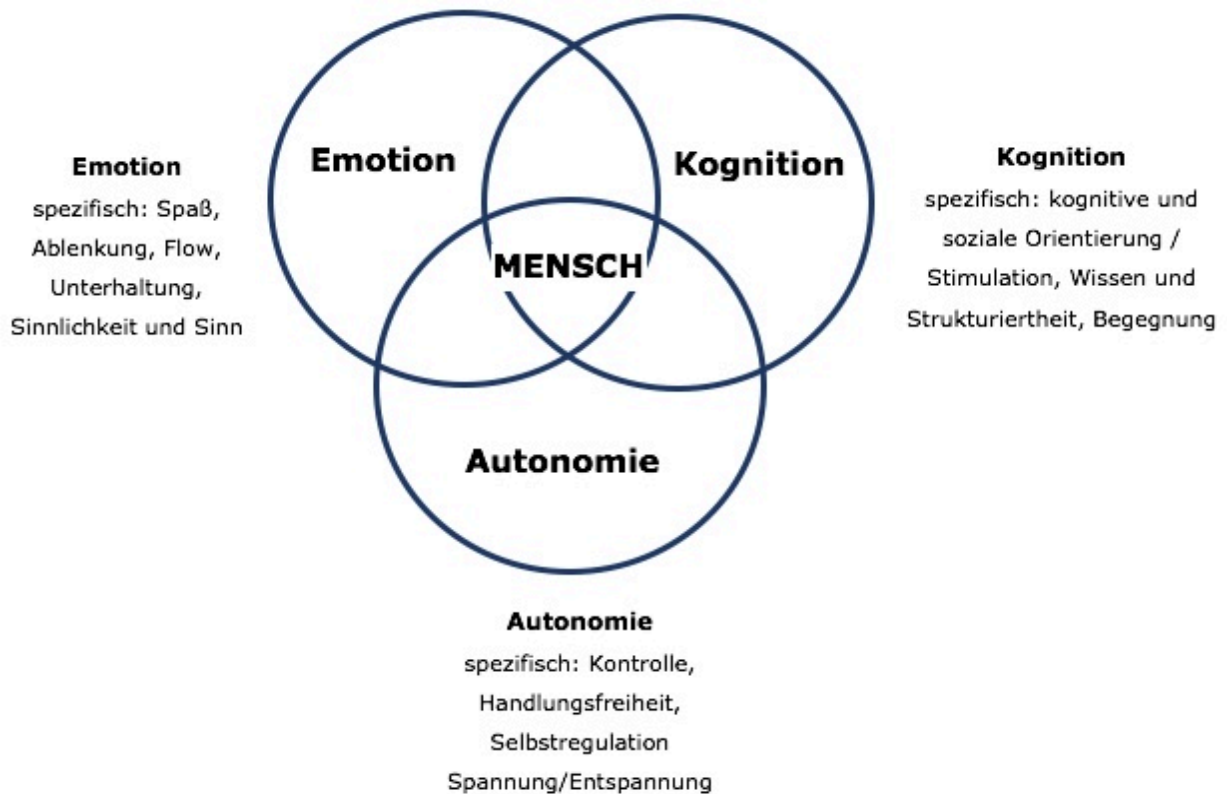 Emotion
Kognition
MENSCH
Autonomie
Emotion
spezifisch: Spaß,
Ablenkung, Flow,
Unterhaltung,
Sinnlichkeit und Sinn
Kognition
spezifisch: kognitive und
soziale Orientierung /
Stimulation, Wissen und
Strukturiertheit, Begegnung
Autonomie
spezifisch: Kontrolle,
Handlungsfreiheit,
Selbstregulation
Spannung/Entspannung